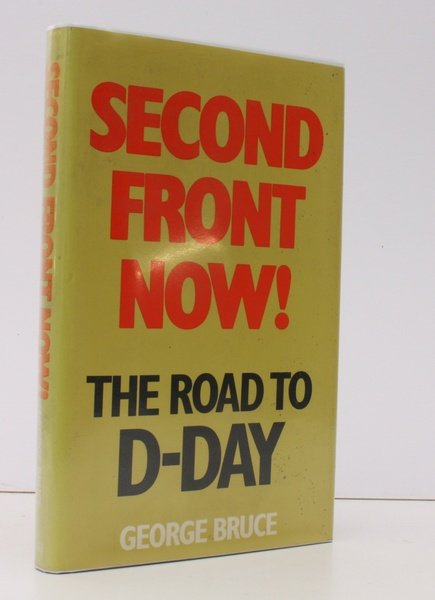 SECOND FRONT NOW!
SECOND
FRONT
NOW!
THE ROAD TO
D-DAY
GEORGE BRUCE